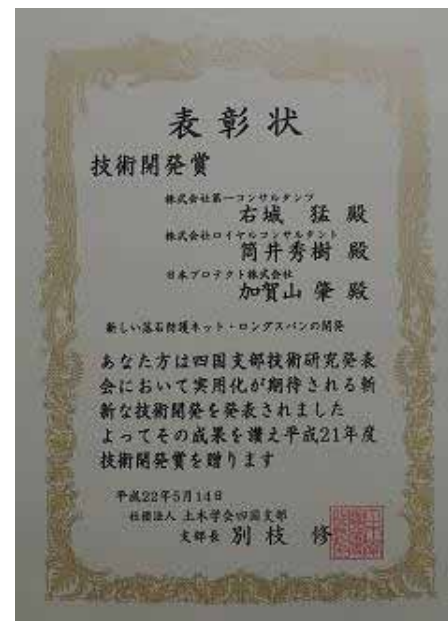 表彰状
技術開発賞
株式会社第一コンサルタンツ
右城 猛 殿
株式会社ロイヤルコンサルタント
筒井秀樹 殿
日本プロテクト株式会社
加賀山 肇 殿
新しい落石防護ネット・ロングスパンの開発
あなた方は四国支部技術研究発表
会において実用化が期待される斬
新な技術開発を発表されました
よってその成果を讃え平成21年度
技術開発賞を贈ります
平成22年5月14日
社団法人 土木学会四国支部
支部長 別枝 修